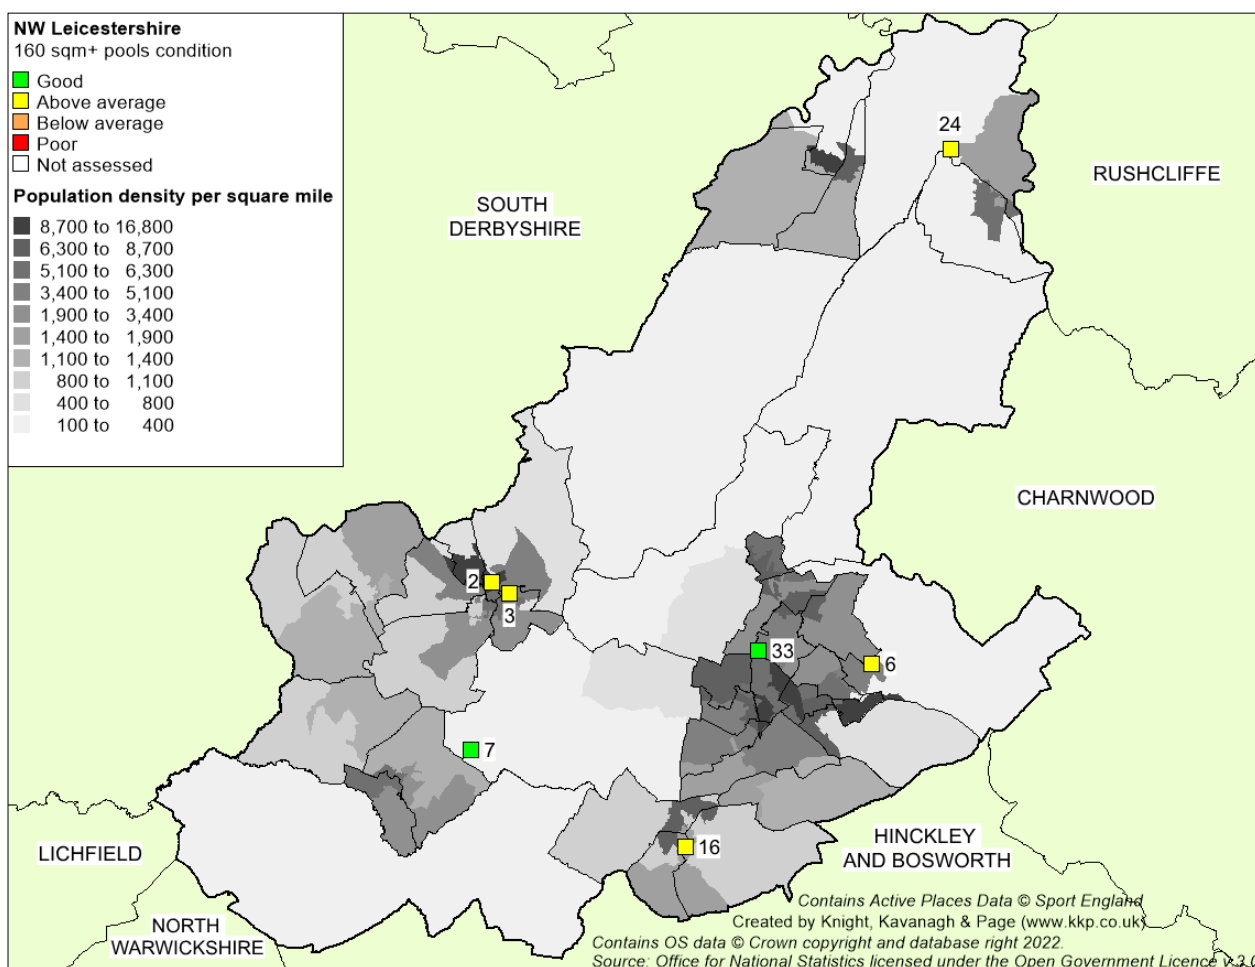 NW Leicestershire
160 sqm+ pools condition
Good
Above average
Below average
Poor
Not assessed
Population density per square mile
8,700 to 16,800
6,300 to 8,700
5,100 to 6,300
3,400 to 5,100
1,900 to 3,400
1,400 to 1,900
1,100 to 1,400
800 to 1,100
400 to 800
100 to 400
24
RUSHCLIFFE
SOUTH
DERBYSHIRE
CHARNWOOD
2
3
33
6
7
16
LICHFIELD
HINCKLEY
AND BOSWORTH
NORTH
WARWICKSHIRE
Contains Active Places Data © Sport England
Created by Knight, Kavanagh & Page (www.kkp.co.uk)
Contains OS data © Crown copyright and database right 2022.
Source: Office for National Statistics licensed under the Open Government Licence v.3.0